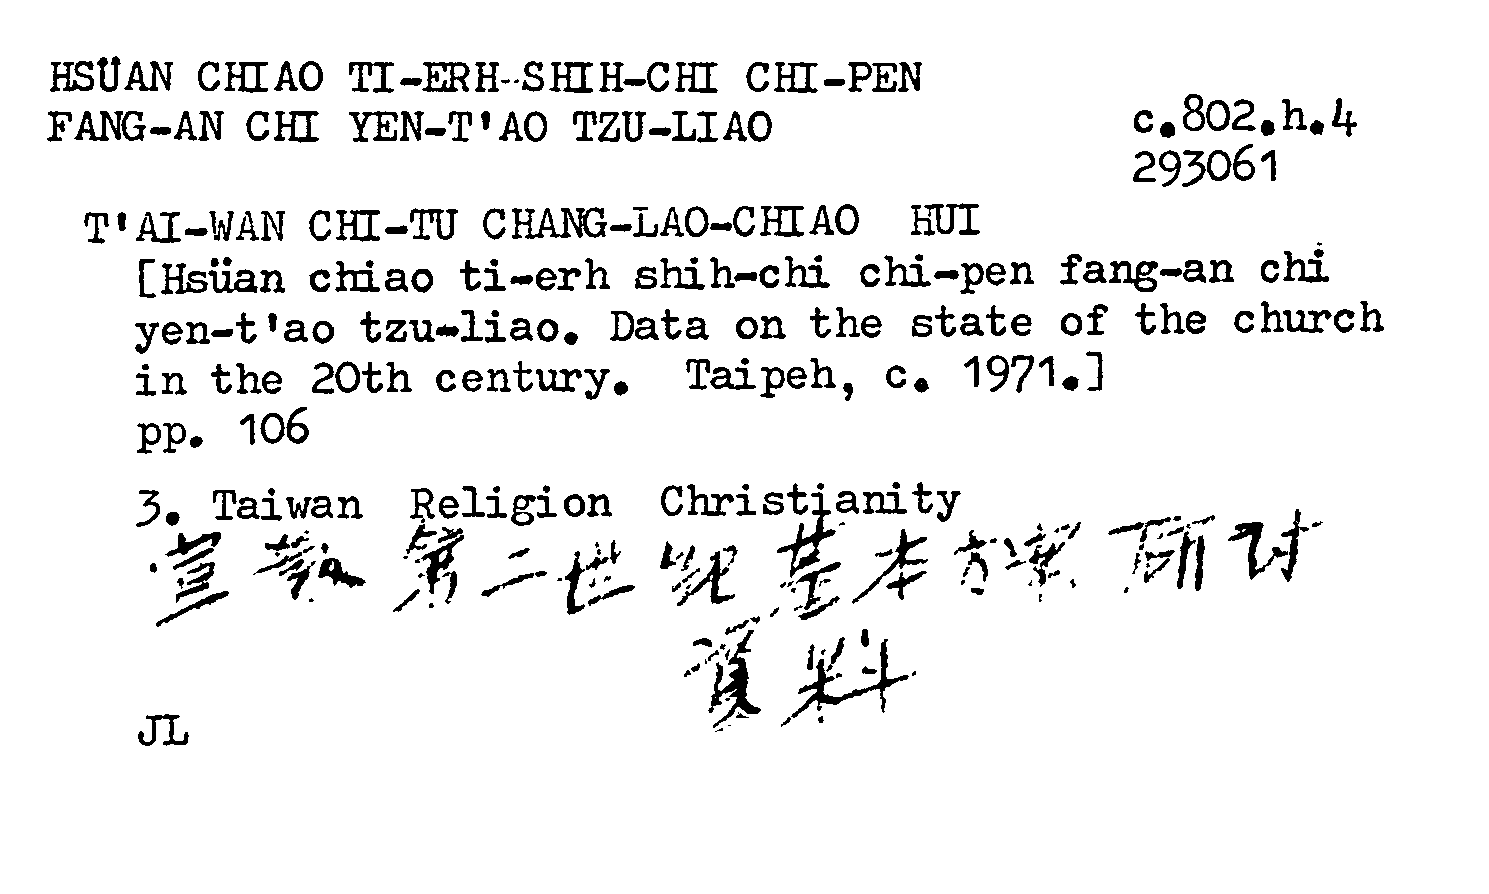 HSÜAN CHIAO TI-ERH-SHIH-CHI CHI-PEN
FANG-AN CHI YEN-T'AO TZU-LIAO
c.802.h.4
293061
T'AI-WAN CHI-TU CHANG-LAO-CHIAO HUI
[Hsüan chiao ti-erh shih-chi chi-pen fang-an chi
yen-t'ao tzu-liao. Data on the state of the church
in the 20th century. Taipeh, c. 1971.]
pp. 106
3. Taiwan Religion Christianity
宣教第二世紀基本方案研討
資料
JL